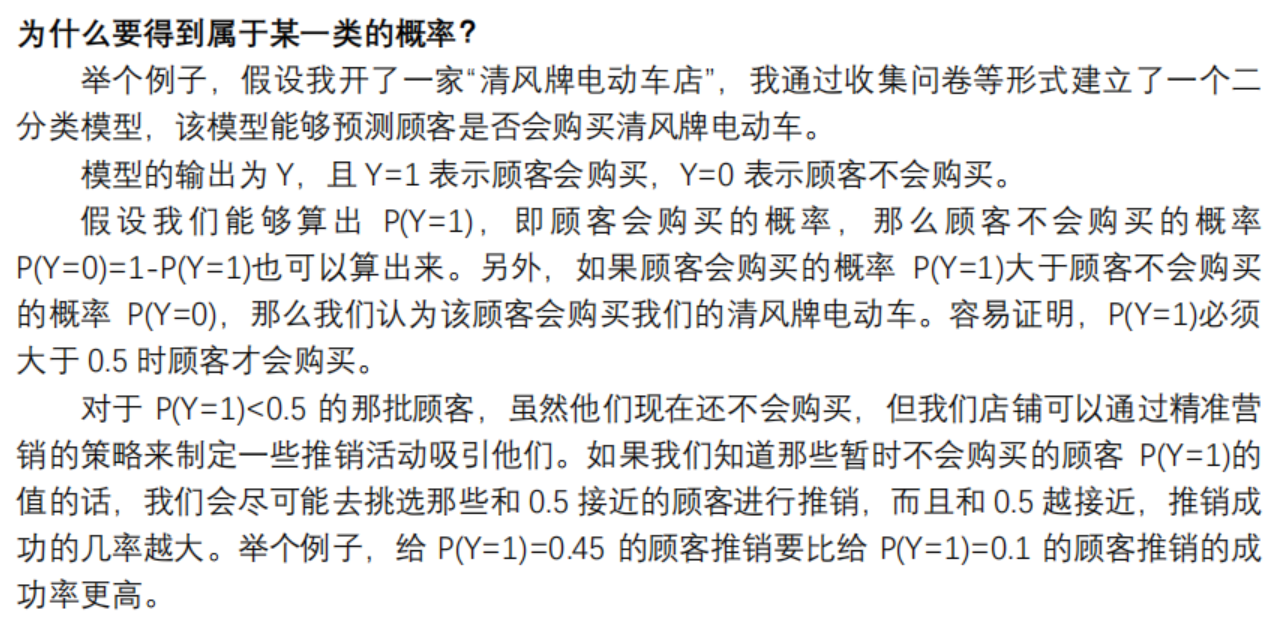 为什么要得到属于某一类的概率？
举个例子，假设我开了一家“清风牌电动车店”，我通过收集问卷等形式建立了一个二
分类模型，该模型能够预测顾客是否会购买清风牌电动车。
模型的输出为 Y，且 Y=1 表示顾客会购买，Y=0 表示顾客不会购买。
假设我们能够算出 P(Y=1)，即顾客会购买的概率，那么顾客不会购买的概率
P(Y=0)=1-P(Y=1)也可以算出来。另外，如果顾客会购买的概率 P(Y=1)大于顾客不会购买
的概率 P(Y=0)，那么我们认为该顾客会购买我们的清风牌电动车。容易证明，P(Y=1)必须
大于 0.5 时顾客才会购买。
对于 P(Y=1)<0.5 的那批顾客，虽然他们现在还不会购买，但我们店铺可以通过精准营
销的策略来制定一些推销活动吸引他们。如果我们知道那些暂时不会购买的顾客 P(Y=1)的
值的话，我们会尽可能去挑选那些和 0.5 接近的顾客进行推销，而且和 0.5 越接近，推销成
功的几率越大。举个例子，给 P(Y=1)=0.45 的顾客推销要比给 P(Y=1)=0.1 的顾客推销的成
功率更高。